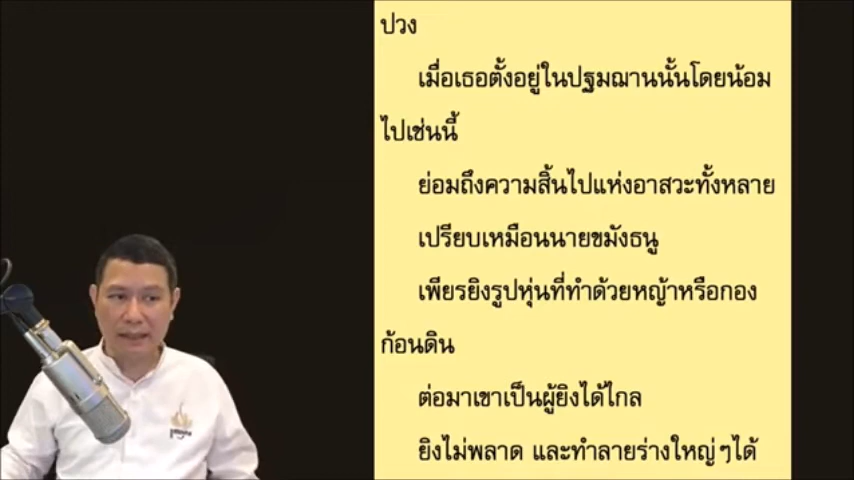 ปวง
เมื่อเธอตั้งอยู่ในปฐมฌานนั้นโดยน้อม
ไปเช่นนี้
ย่อมถึงความสิ้นไปแห่งอาสวะทั้งหลาย
เปรียบเหมือนนายขมังธนู
เพียรยิงรูปหุ่นที่ทำด้วยหญ้าหรือกอง
ก้อนดิน
ต่อมาเขาเป็นผู้ยิงได้ไกล
ยิงไม่พลาด และทำลายร่างใหญ่ๆได้